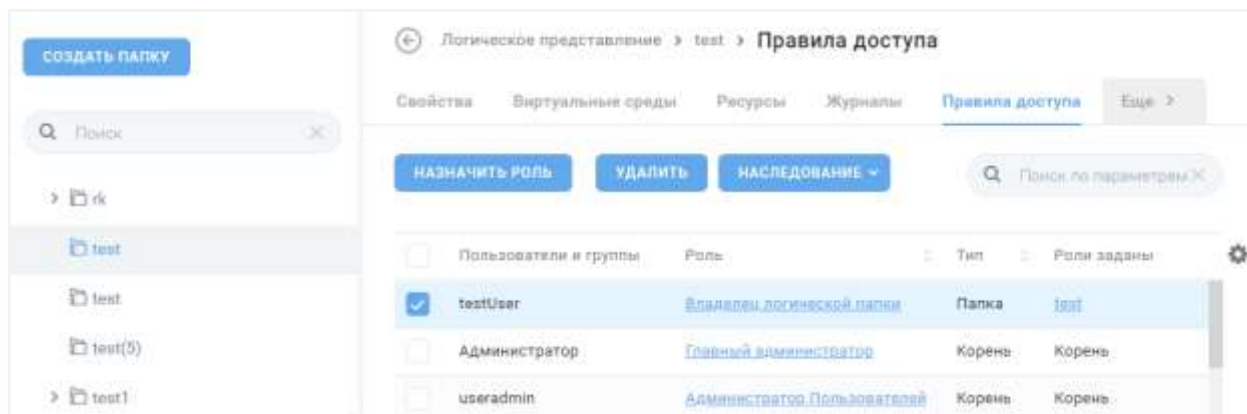 СОЗДАТЬ ПАПКУ
Поиск
rk
test
test
test(5)
test1
Логическое представление > test > Правила доступа
Свойства Виртуальные среды Ресурсы Журналы Правила доступа Еще >
НАЗНАЧИТЬ РОЛЬ УДАЛИТЬ НАСЛЕДОВАНИЕ
Поиск по параметрам
Пользователи и группы Роль Тип Роли заданы
testUser Владелец логической папки Папка test
Администратор Главный администратор Корень Корень
useradmin Администратор Пользователей Корень Корень